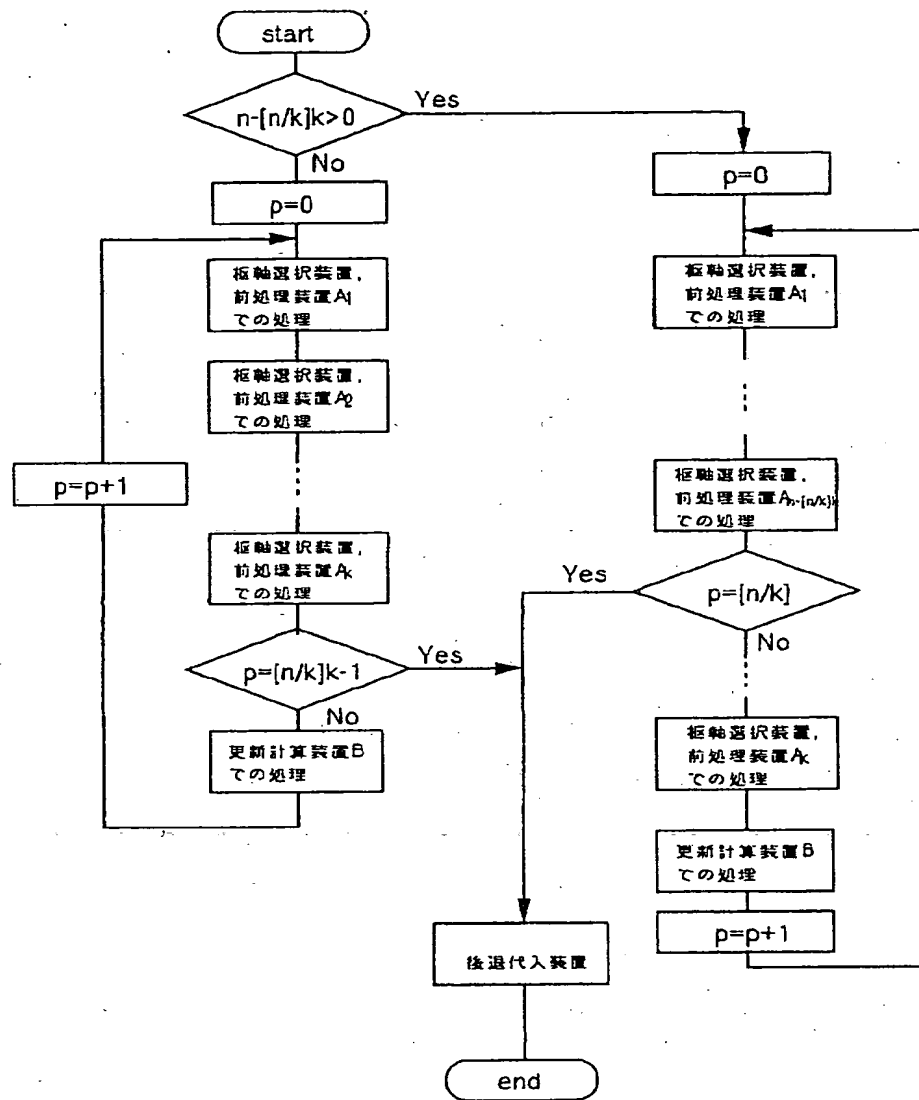 start
n-[n/k]k>0
Yes
No
p=0
枢軸選択装置,
前処理装置A1
での処理
枢軸選択装置,
前処理装置A2
での処理
p=p+1
枢軸選択装置,
前処理装置Ak
での処理
p=[n/k]k-1
Yes
No
更新計算装置B
での処理
p=0
枢軸選択装置,
前処理装置A1
での処理
枢軸選択装置,
前処理装置An-[n/k]k
での処理
Yes
p=[n/k]
No
枢軸選択装置,
前処理装置Ak
での処理
更新計算装置B
での処理
p=p+1
後退代入装置
end